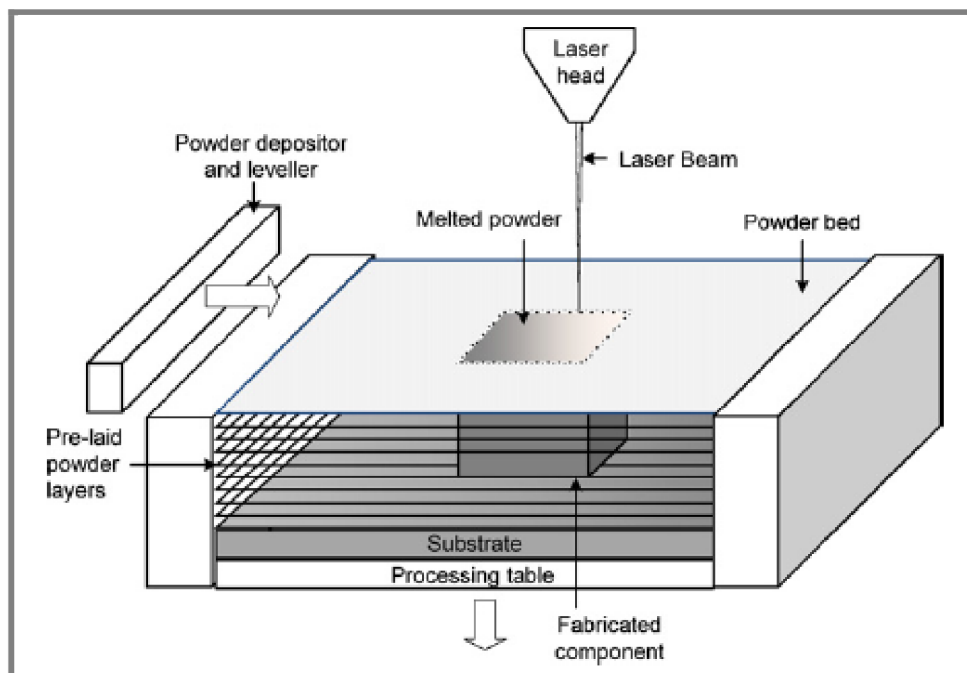 Laser
head
Powder depositor
and leveller
Laser Beam
Melted powder
Powder bed
Pre-laid
powder
layers
Substrate
Processing table
Fabricated
component